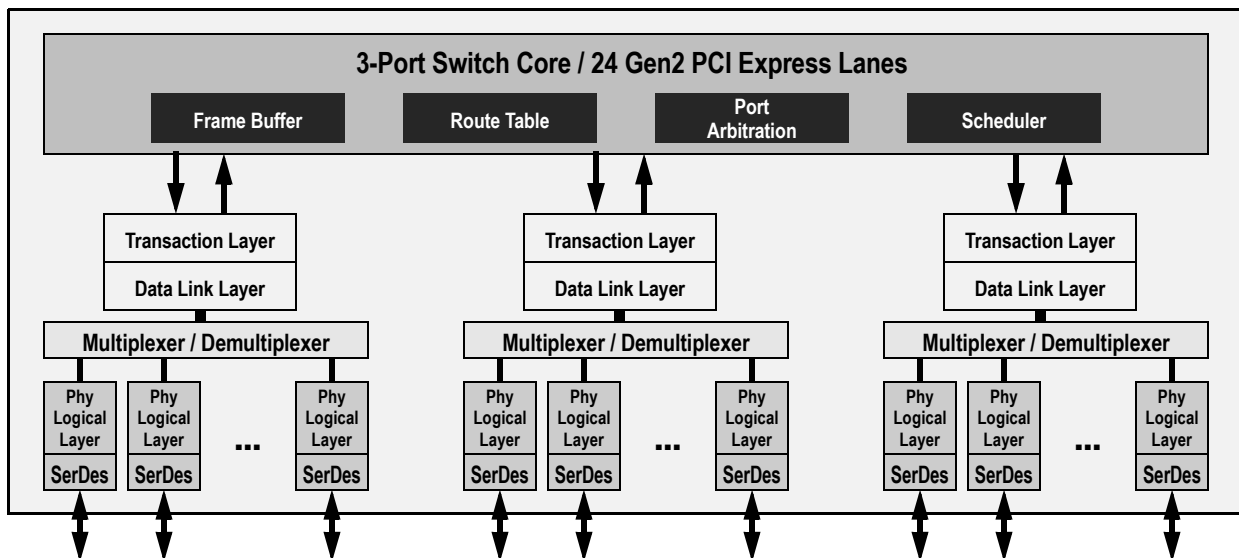 3-Port Switch Core / 24 Gen2 PCI Express Lanes
Frame Buffer
Route Table
Port
Arbitration
Scheduler
Transaction Layer
Transaction Layer
Transaction Layer
Data Link Layer
Data Link Layer
Data Link Layer
Multiplexer / Demultiplexer
Multiplexer / Demultiplexer
Multiplexer / Demultiplexer
Phy
Logical
Layer
Phy
Logical
Layer
...
Phy
Logical
Layer
Phy
Logical
Layer
Phy
Logical
Layer
...
Phy
Logical
Layer
Phy
Logical
Layer
Phy
Logical
Layer
...
Phy
Logical
Layer
SerDes
SerDes
SerDes
SerDes
SerDes
SerDes
SerDes
SerDes
SerDes